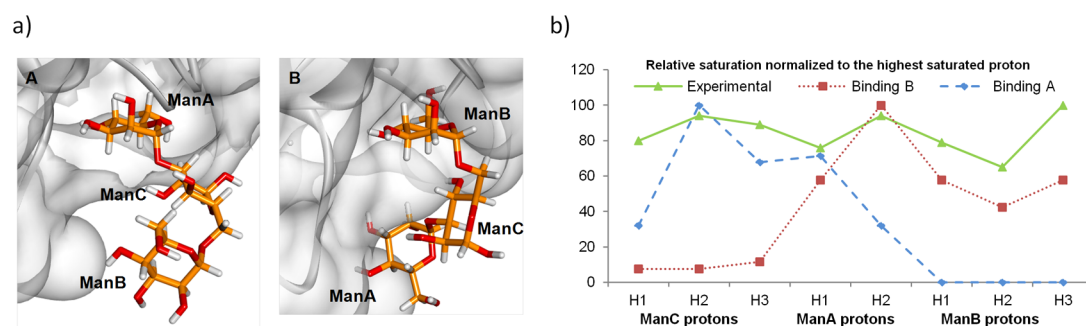 a)
A
ManA
ManC
ManB
B
ManB
ManC
ManA
b)
Relative saturation normalized to the highest saturated proton
Experimental Binding B Binding A
120
100
80
60
40
20
0
H1 H2 H3 H1 H2 H1 H2 H3
ManC protons ManA protons ManB protons